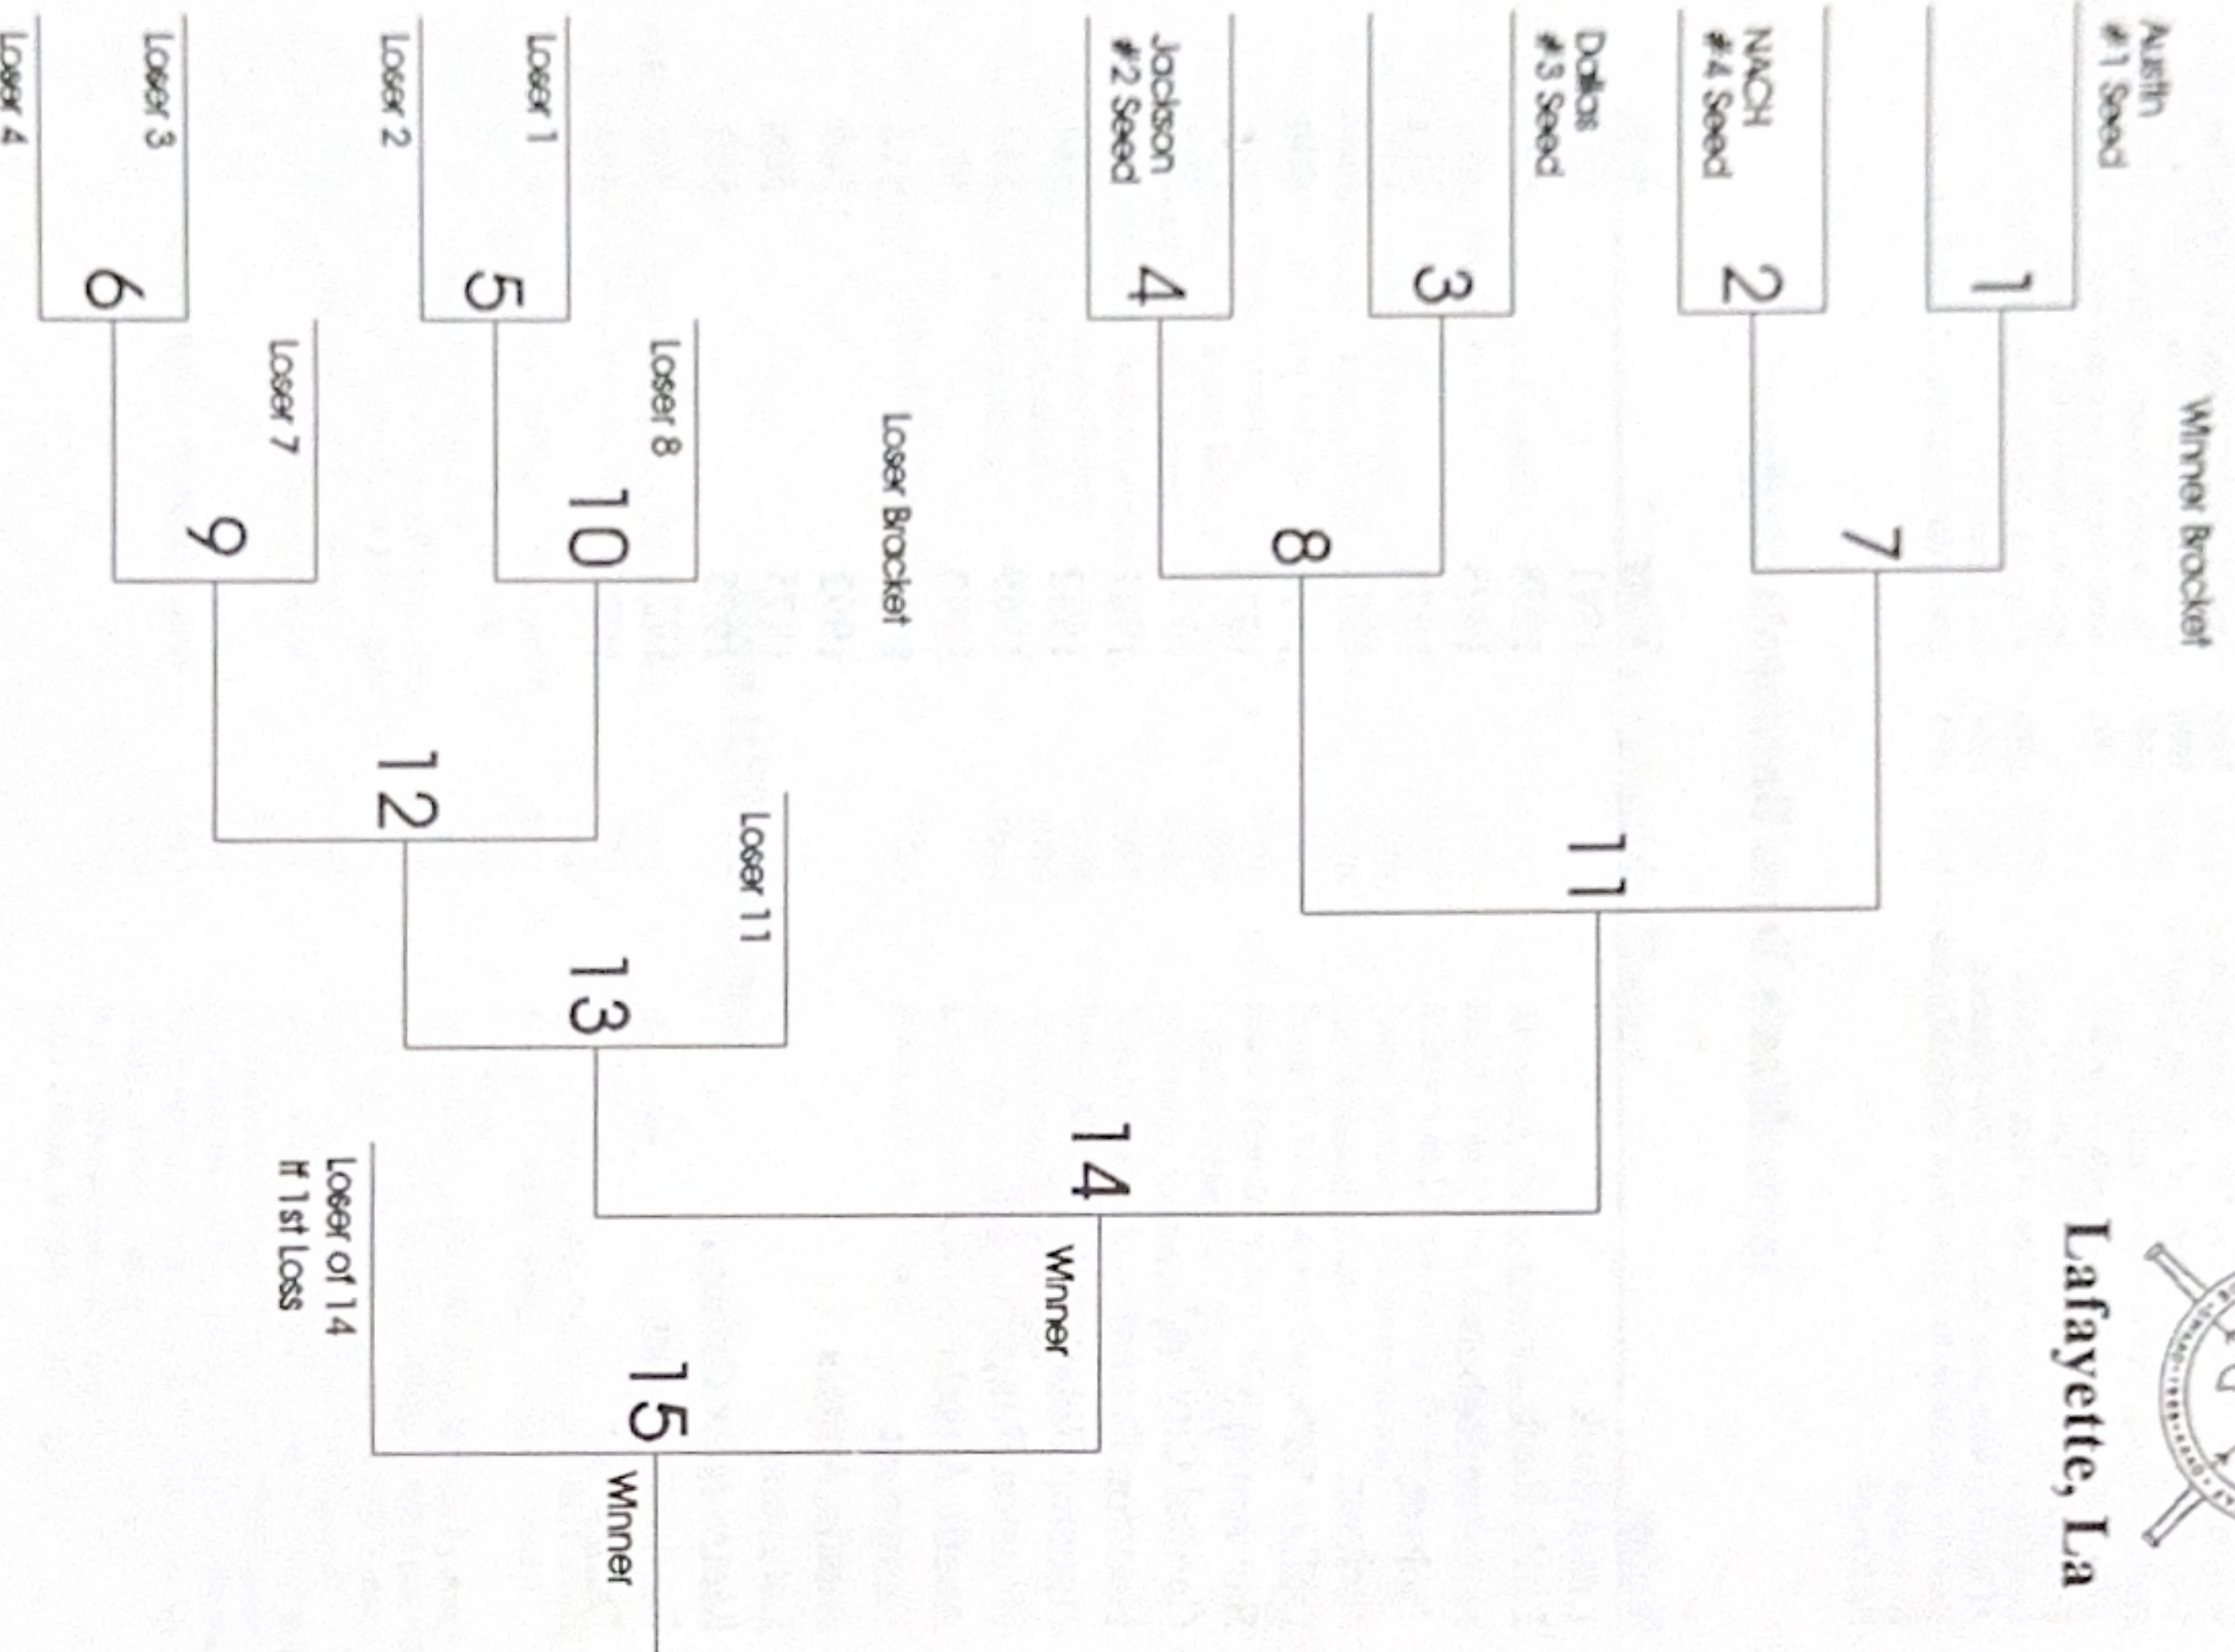 Lafayette, La
Winner Bracket
Austin
#1 Seed
1
7
NACH
#4 Seed
2
11
Dallas
#3 Seed
3
8
Jackson
#2 Seed
4
14
Winner
Loser Bracket
Loser 11
Loser 8
10
13
15
Winner
Loser 1
5
12
Loser 2
Loser of 14
If 1st Loss
Loser 7
9
Loser 3
6
Loser 4